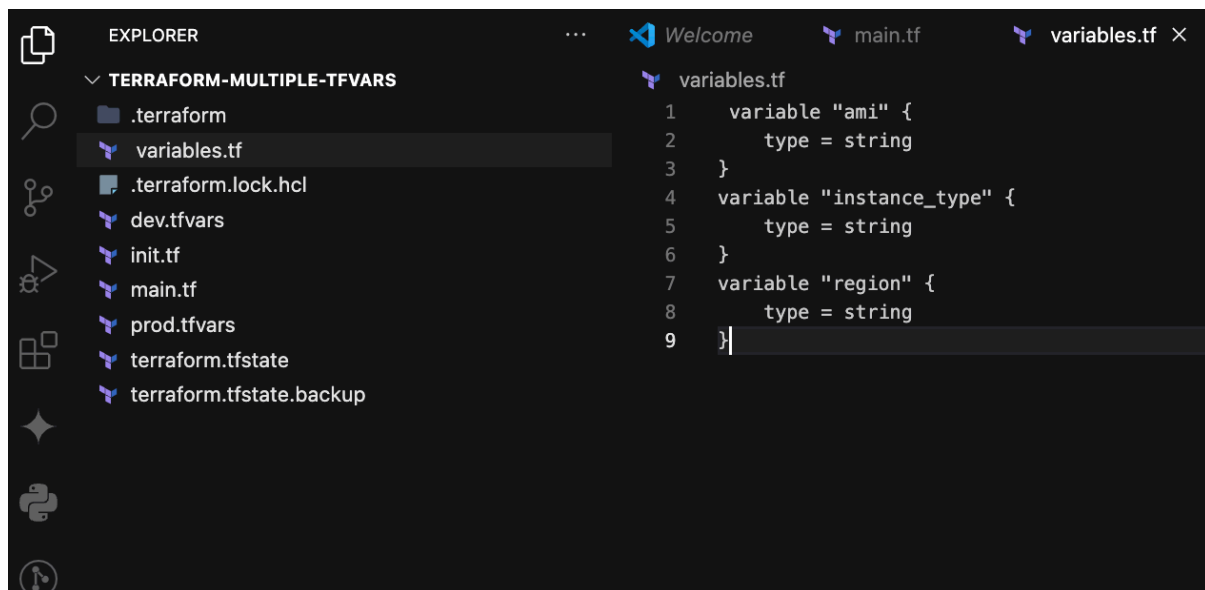 EXPLORER
TERRAFORM-MULTIPLE-TFVARS
.terraform
variables.tf
.terraform.lock.hcl
dev.tfvars
init.tf
main.tf
prod.tfvars
terraform.tfstate
terraform.tfstate.backup
Welcome main.tf variables.tf
variables.tf
1 variable "ami" {
2 type = string
3 }
4 variable "instance_type" {
5 type = string
6 }
7 variable "region" {
8 type = string
9 }